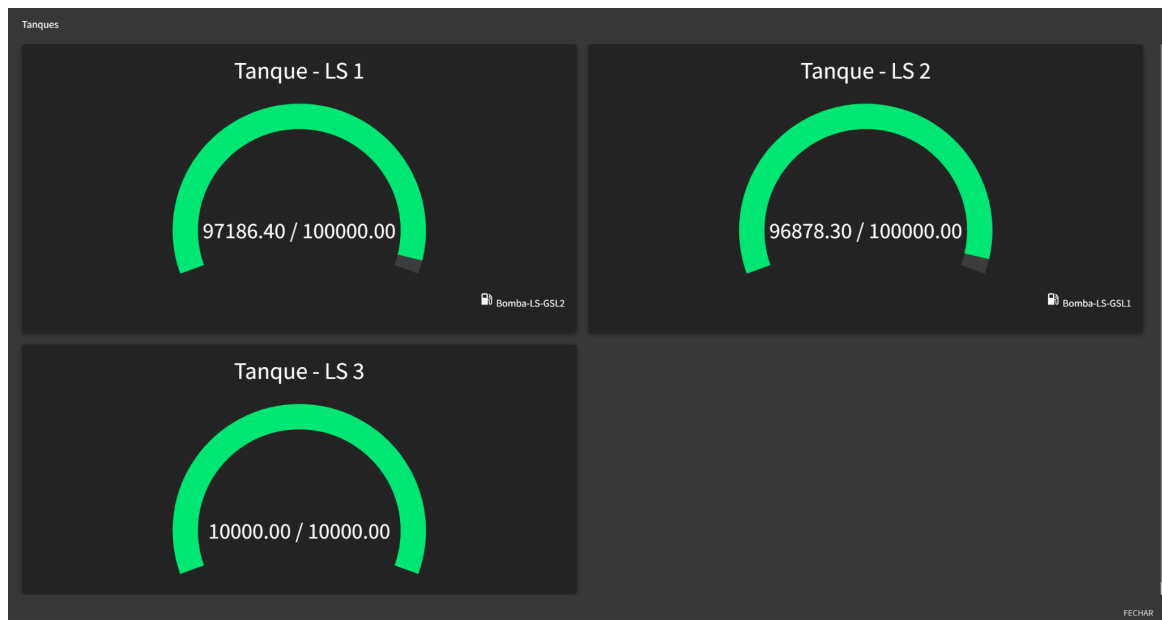 Tanques
Tanque - LS 1
97186.40 / 100000.00
Bomba-LS-GSL2
Tanque - LS 2
96878.30 / 100000.00
Bomba-LS-GSL1
Tanque - LS 3
10000.00 / 10000.00
FECHAR